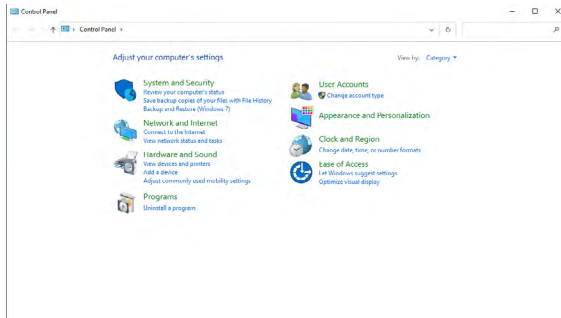 Control Panel
Control Panel
Adjust your computer's settings
View by: Category
System and Security
Review your computer's status
Save backup copies of your files with File History
Backup and Restore (Windows 7)
Network and Internet
Connect to the Internet
View network status and tasks
Hardware and Sound
View devices and printers
Add a device
Adjust commonly used mobility settings
Programs
Uninstall a program
User Accounts
Change account type
Appearance and Personalization
Clock and Region
Change date, time, or number formats
Ease of Access
Let Windows suggest settings
Optimize visual display